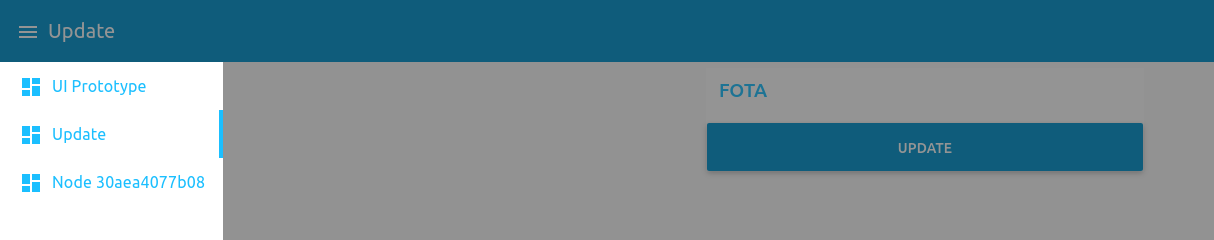 Update
UI Prototype
Update
Node 30aea4077b08
FOTA
UPDATE